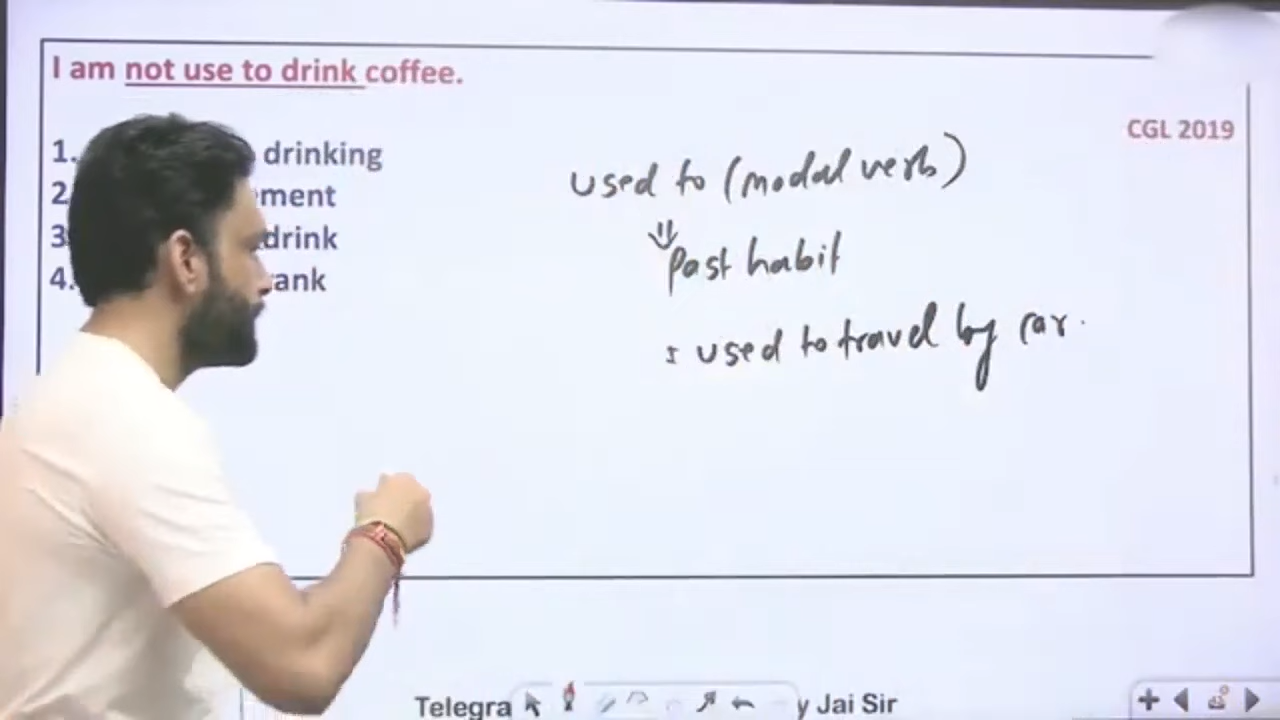 I am not use to drink coffee.
CGL 2019
1. drinking
2 ment
3 drink
4. ank
used to (modal verb)
Past habit
I used to travel by car.
Telegra y Jai Sir